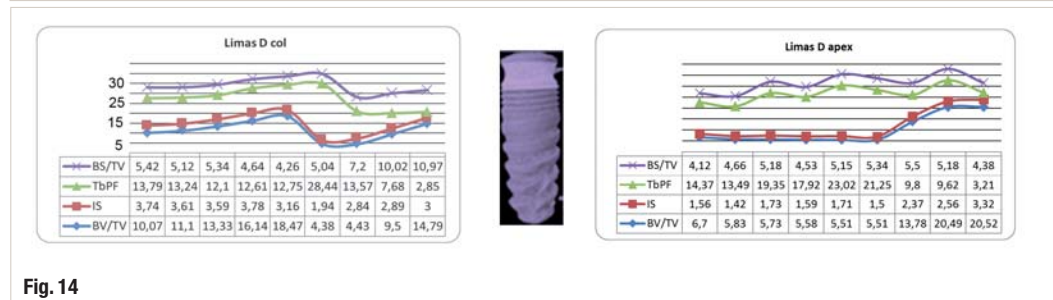 Limas D col
30
25
15
5
BS/TV 5,42 5,12 5,34 4,64 4,26 5,04 7,2 10,02 10,97
TbPF 13,79 13,24 12,1 12,61 12,75 28,44 13,57 7,68 2,85
IS 3,74 3,61 3,59 3,78 3,16 1,94 2,84 2,89 3
BV/TV 10,07 11,1 13,33 16,14 18,47 4,38 4,43 9,5 14,79
Limas D apex
BS/TV 4,12 4,66 5,18 4,53 5,15 5,34 5,5 5,18 4,38
TbPF 14,37 13,49 19,35 17,92 23,02 21,25 9,8 9,62 3,21
IS 1,56 1,42 1,73 1,59 1,71 1,5 2,37 2,56 3,32
BV/TV 6,7 5,83 5,73 5,58 5,51 5,51 13,78 20,49 20,52
Fig. 14